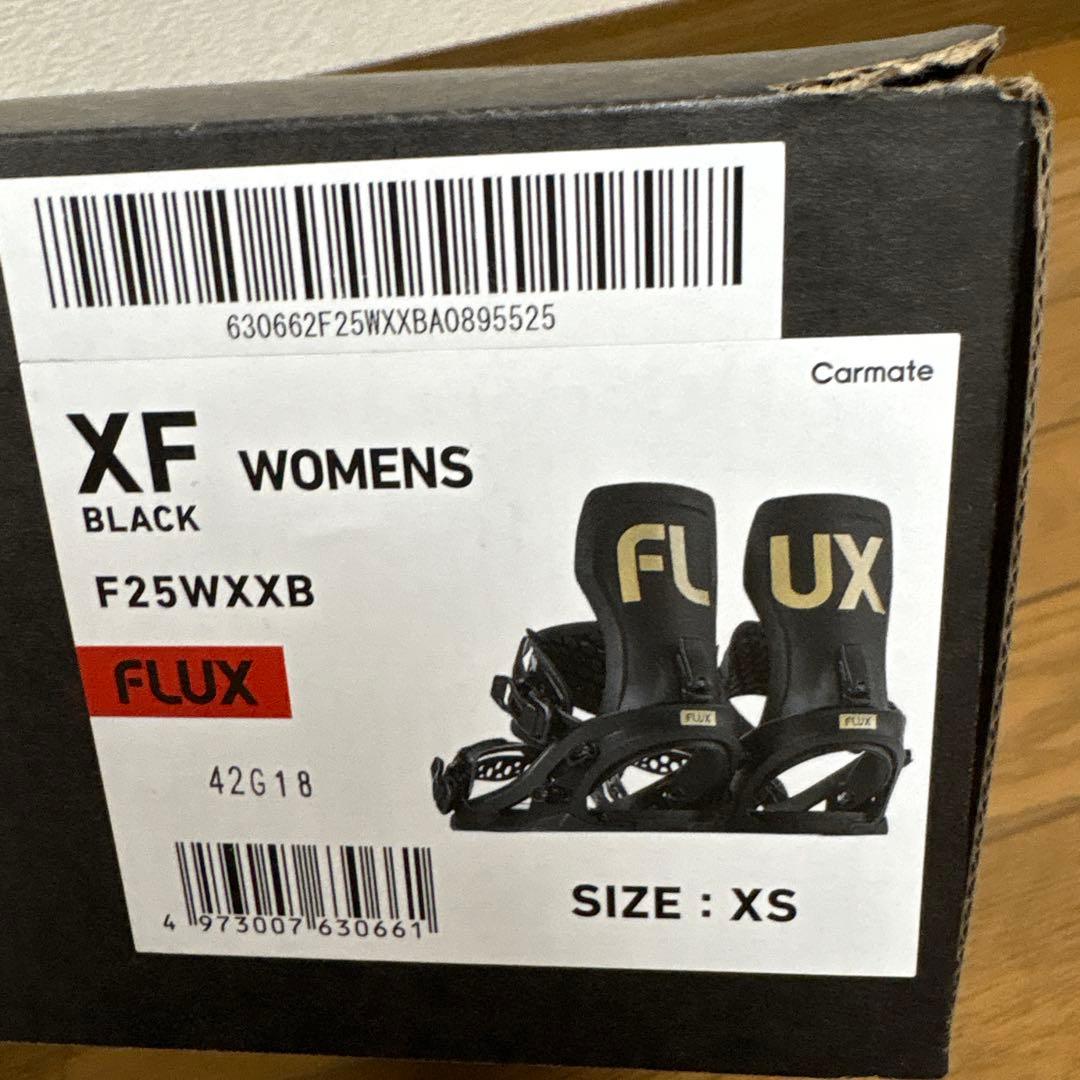 630662F25WXXBA0895525
Carmate
XF WOMENS
BLACK
F25WXXB
FLUX
FL UX
FLUX FLUX
42G18
4 973007 630661
SIZE : XS